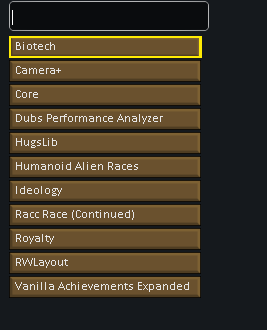 Biotech
Camera+
Core
Dubs Performance Analyzer
HugsLib
Humanoid Alien Races
Ideology
Racc Race (Continued)
Royalty
RWLayout
Vanilla Achievements Expanded